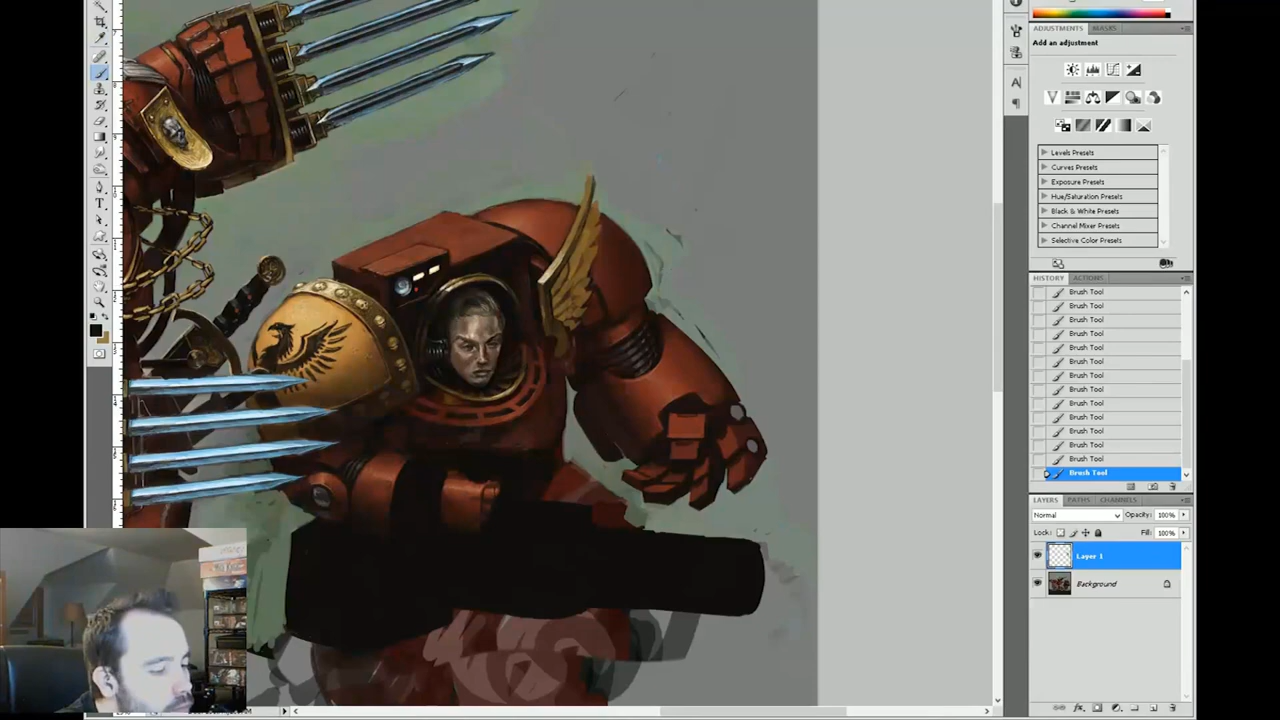 ADJUSTMENTS MASKS
Add an adjustment
Levels Presets
Curves Presets
Exposure Presets
Hue/Saturation Presets
Black & White Presets
Channel Mixer Presets
Selective Color Presets
HISTORY ACTIONS
Brush Tool
Brush Tool
Brush Tool
Brush Tool
Brush Tool
Brush Tool
Brush Tool
Brush Tool
Brush Tool
Brush Tool
Brush Tool
Brush Tool
Brush Tool
Brush Tool
LAYERS PATHS CHANNELS
Normal Opacity: 100%
Lock: Fill: 100%
Layer 1
Background